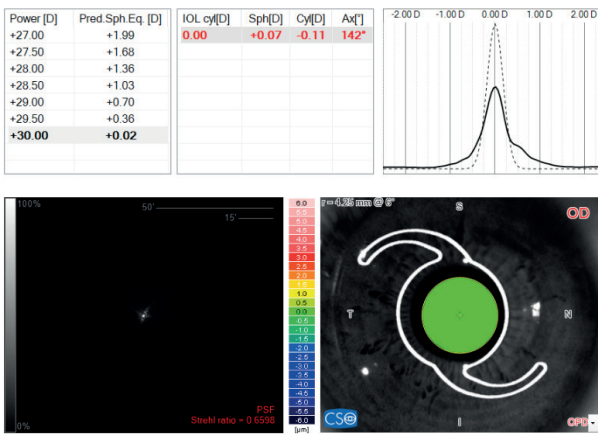 Power [D] Pred.Sph.Eq. [D]
+27.00 +1.99
+27.50 +1.68
+28.00 +1.36
+28.50 +1.03
+29.00 +0.70
+29.50 +0.36
+30.00 +0.02
IOL cyl[D] Sph[D] Cyl[D] Ax[°]
0.00 +0.07 -0.11 142°
-2.00 D -1.00 D 0.00 D 1.00 D 2.00 D
100%
50'
15'
0%
PSF
Strehl ratio = 0.6598
6.0
5.5
5.0
4.5
4.0
3.5
3.0
2.5
2.0
1.5
1.0
0.5
0.0
-0.5
-1.0
-1.5
-2.0
-2.5
-3.0
-3.5
-4.0
-4.5
-5.0
-5.5
-6.0
[µm]
r = 4.25 mm @ 6°
S
OD
T
N
I
CSO
OPD